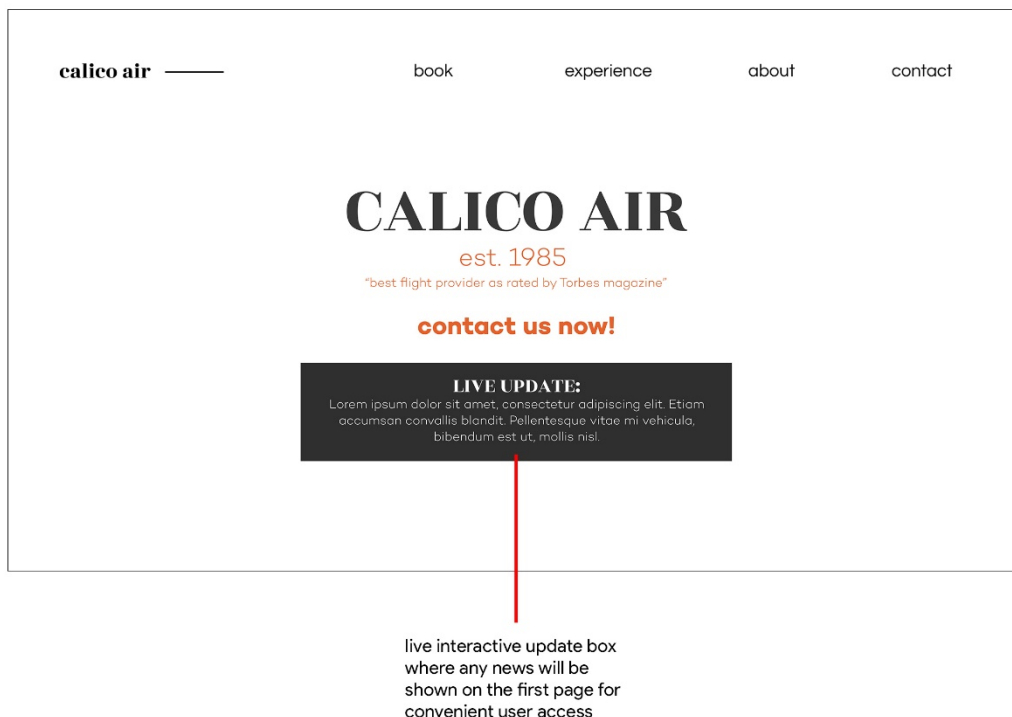 calico air
book experience about contact
CALICO AIR
est. 1985
“best flight provider as rated by Torbes magazine”
contact us now!
LIVE UPDATE:
Lorem ipsum dolor sit amet, consectetur adipiscing elit. Etiam
accumsan convallis blandit. Pellentesque vitae mi vehicula,
bibendum est ut, mollis nisl.
live interactive update box
where any news will be
shown on the first page for
convenient user access